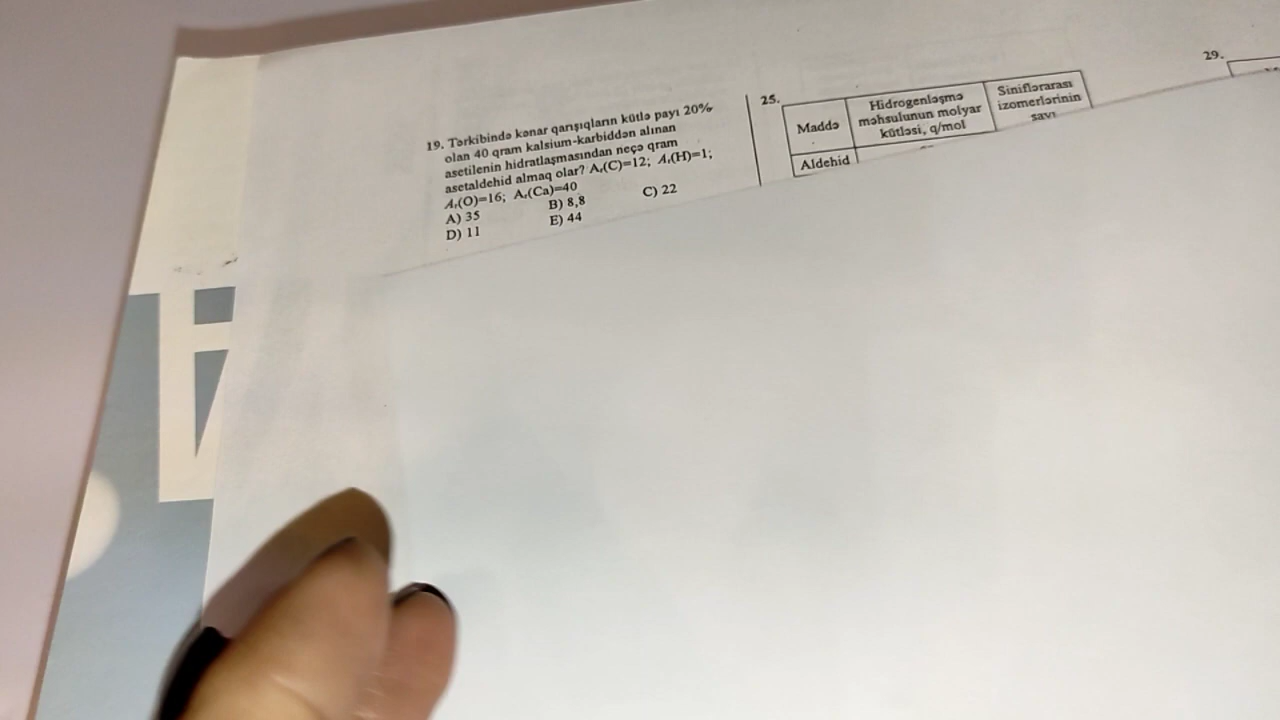 19. Tərkibində kənar qarışıqların kütlə payı 20%
olan 40 qram kalsium-karbiddən alınan
asetilenin hidratlaşmasından neçə qram
asetaldehid almaq olar? Aᵣ(C)=12; Aᵣ(H)=1;
Aᵣ(O)=16; Aᵣ(Ca)=40
A) 35 B) 8,8 C) 22
D) 11 E) 44
25.
Maddə
Hidrogenləşmə
məhsulunun molyar
kütləsi, q/mol
Siniflərarası
izomerlərinin
sayı
Aldehid
29.